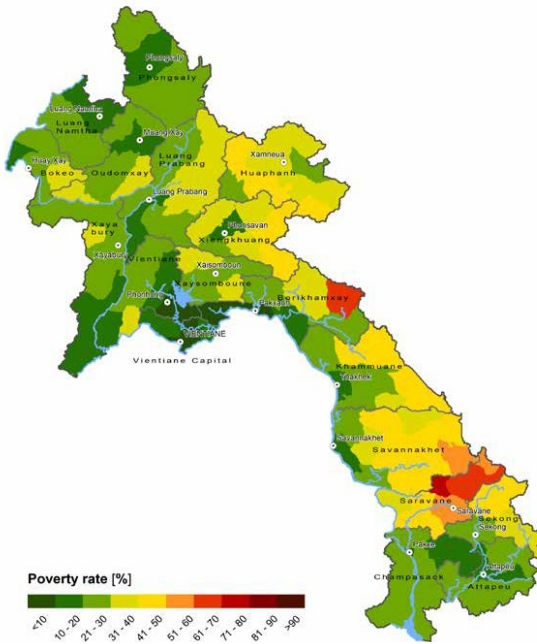 Phongsaly
Phongsaly
Luang Namtha
Luang
Namtha
Muang Xay
Luang
Prabang
Xamneua
Huay Xay
Bokeo
Oudomxay
Huaphanh
Luang Prabang
Xaya
bury
Phonsavan
Xiengkhuang
Xayabury
Vientiane
Xaisomboun
Xaysomboune
Borikhamxay
Phonhong
Pakxan
VIENTIANE
Vientiane Capital
Khammuane
Thakhek
Savannakhet
Savannakhet
Saravane
Saravane
Sekong
Sekong
Pakse
Champasack
Attapeu
Attapeu
Poverty rate [%]
<10
10 - 20
21 - 30
31 - 40
41 - 50
51 - 60
61 - 70
71 - 80
81 - 90
>90